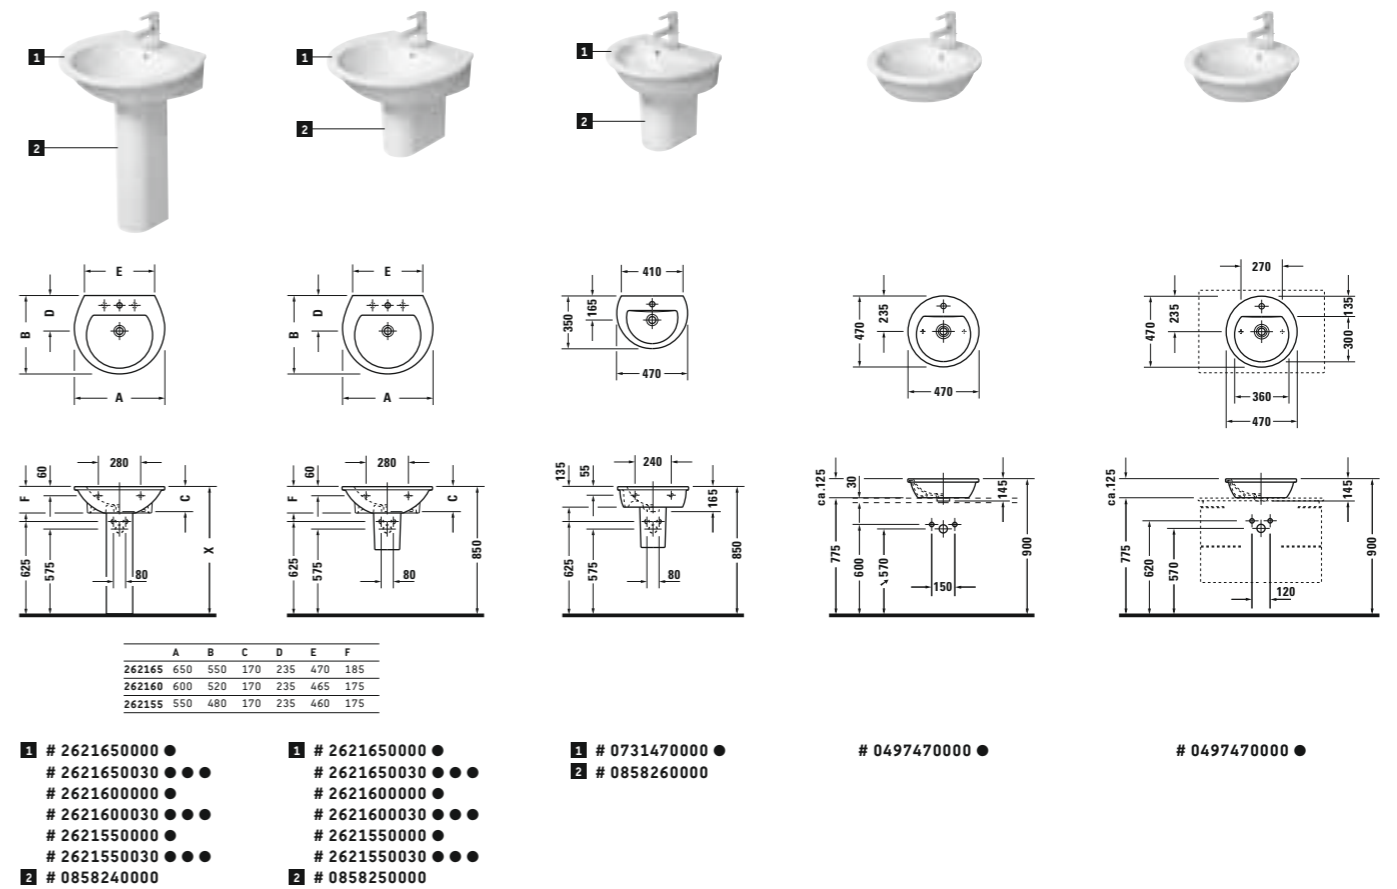 1
1
1
2
2
2
E
E
410
270
D
B
D
B
165
350
235
470
235
470
135
300
A
A
470
470
360
470
280
280
240
60
F
C
60
F
C
135
55
165
ca.125
30
145
ca.125
145
625
575
X
80
625
575
850
80
625
575
850
80
775
600
570
900
150
775
620
570
900
120
A B C D E F
262165 650 550 170 235 470 185
262160 600 520 170 235 465 175
262155 550 480 170 235 460 175
1 # 2621650000 ●
# 2621650030 ● ● ●
# 2621600000 ●
# 2621600030 ● ● ●
# 2621550000 ●
# 2621550030 ● ● ●
2 # 0858240000
1 # 2621650000 ●
# 2621650030 ● ● ●
# 2621600000 ●
# 2621600030 ● ● ●
# 2621550000 ●
# 2621550030 ● ● ●
2 # 0858250000
1 # 0731470000 ●
2 # 0858260000
# 0497470000 ●
# 0497470000 ●